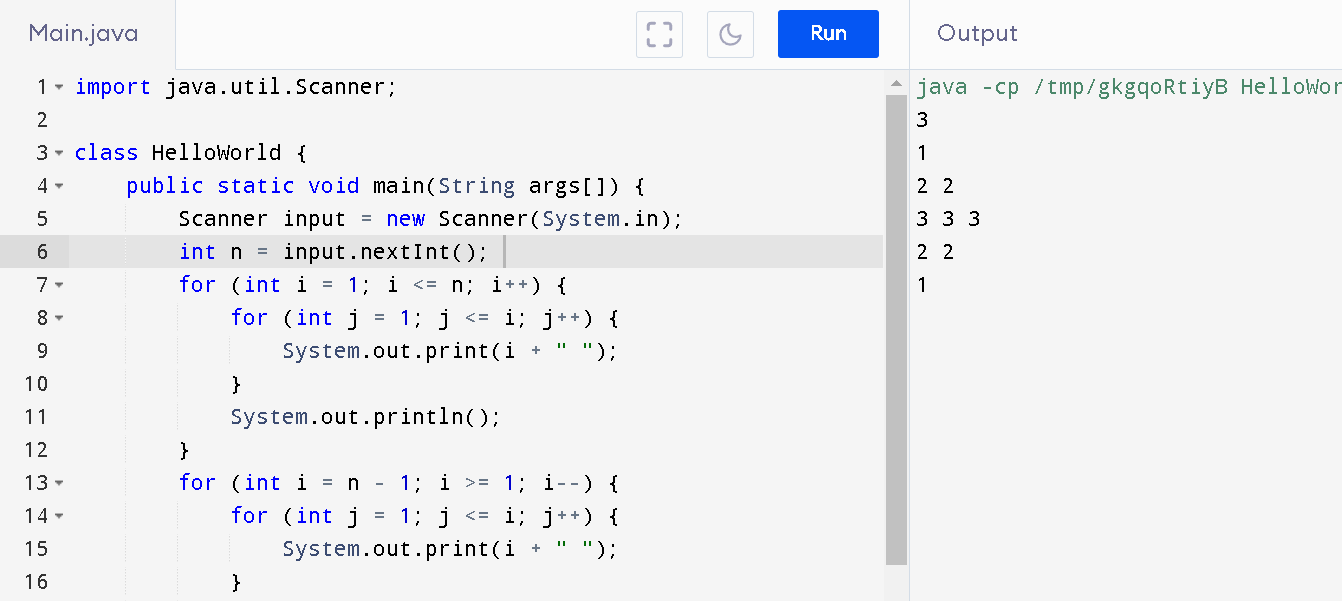 Main.java
Run
Output
1 import java.util.Scanner;
2
3 class HelloWorld {
4 public static void main(String args[]) {
5 Scanner input = new Scanner(System.in);
6 int n = input.nextInt();
7 for (int i = 1; i <= n; i++) {
8 for (int j = 1; j <= i; j++) {
9 System.out.print(i + " ");
10 }
11 System.out.println();
12 }
13 for (int i = n - 1; i >= 1; i--) {
14 for (int j = 1; j <= i; j++) {
15 System.out.print(i + " ");
16 }
java -cp /tmp/gkgqoRtiyB HelloWor
3
1
2 2
3 3 3
2 2
1